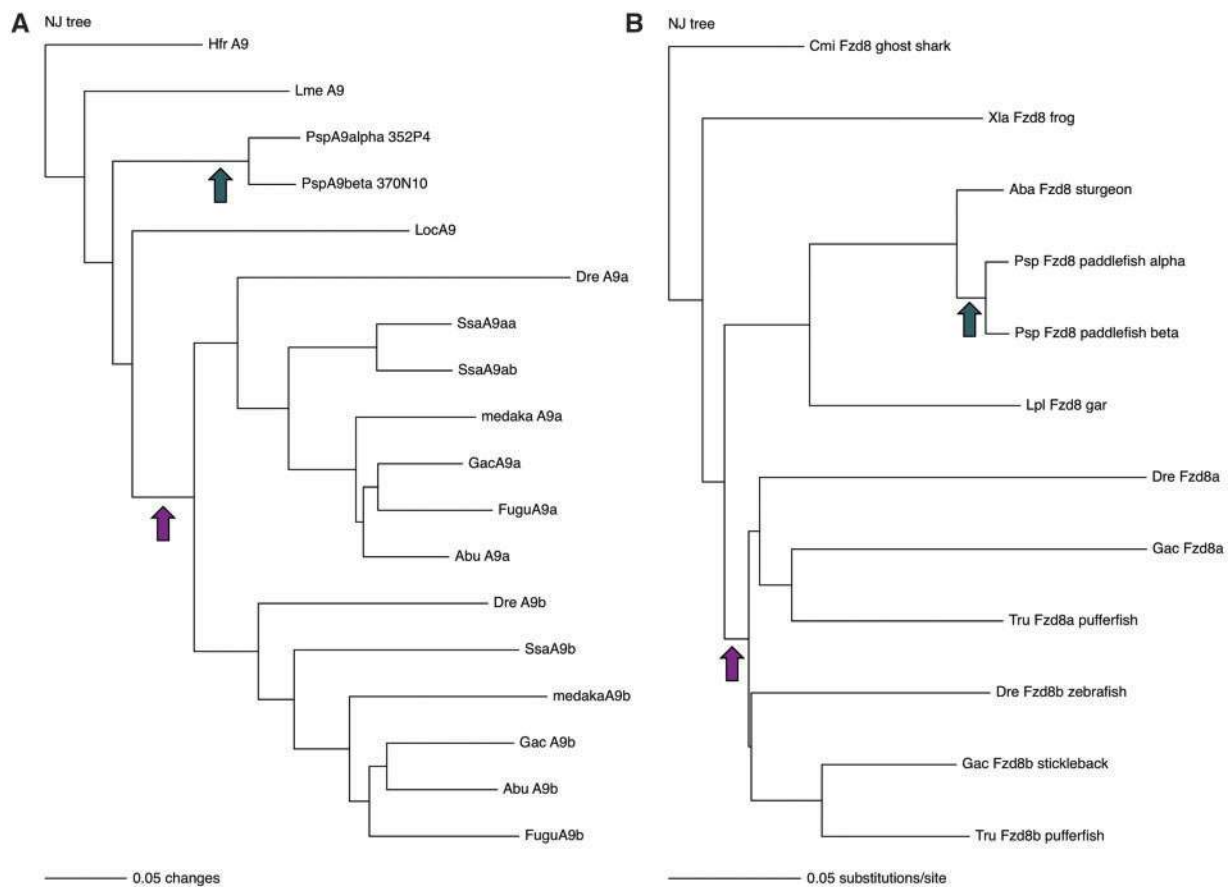 A
NJ tree
Hfr A9
Lme A9
PspA9alpha 352P4
PspA9beta 370N10
LocA9
Dre A9a
SsaA9aa
SsaA9ab
medaka A9a
GacA9a
FuguA9a
Abu A9a
Dre A9b
SsaA9b
medakaA9b
Gac A9b
Abu A9b
FuguA9b
0.05 changes
B
NJ tree
Cmi Fzd8 ghost shark
Xla Fzd8 frog
Aba Fzd8 sturgeon
Psp Fzd8 paddlefish alpha
Psp Fzd8 paddlefish beta
Lpl Fzd8 gar
Dre Fzd8a
Gac Fzd8a
Tru Fzd8a pufferfish
Dre Fzd8b zebrafish
Gac Fzd8b stickleback
Tru Fzd8b pufferfish
0.05 substitutions/site